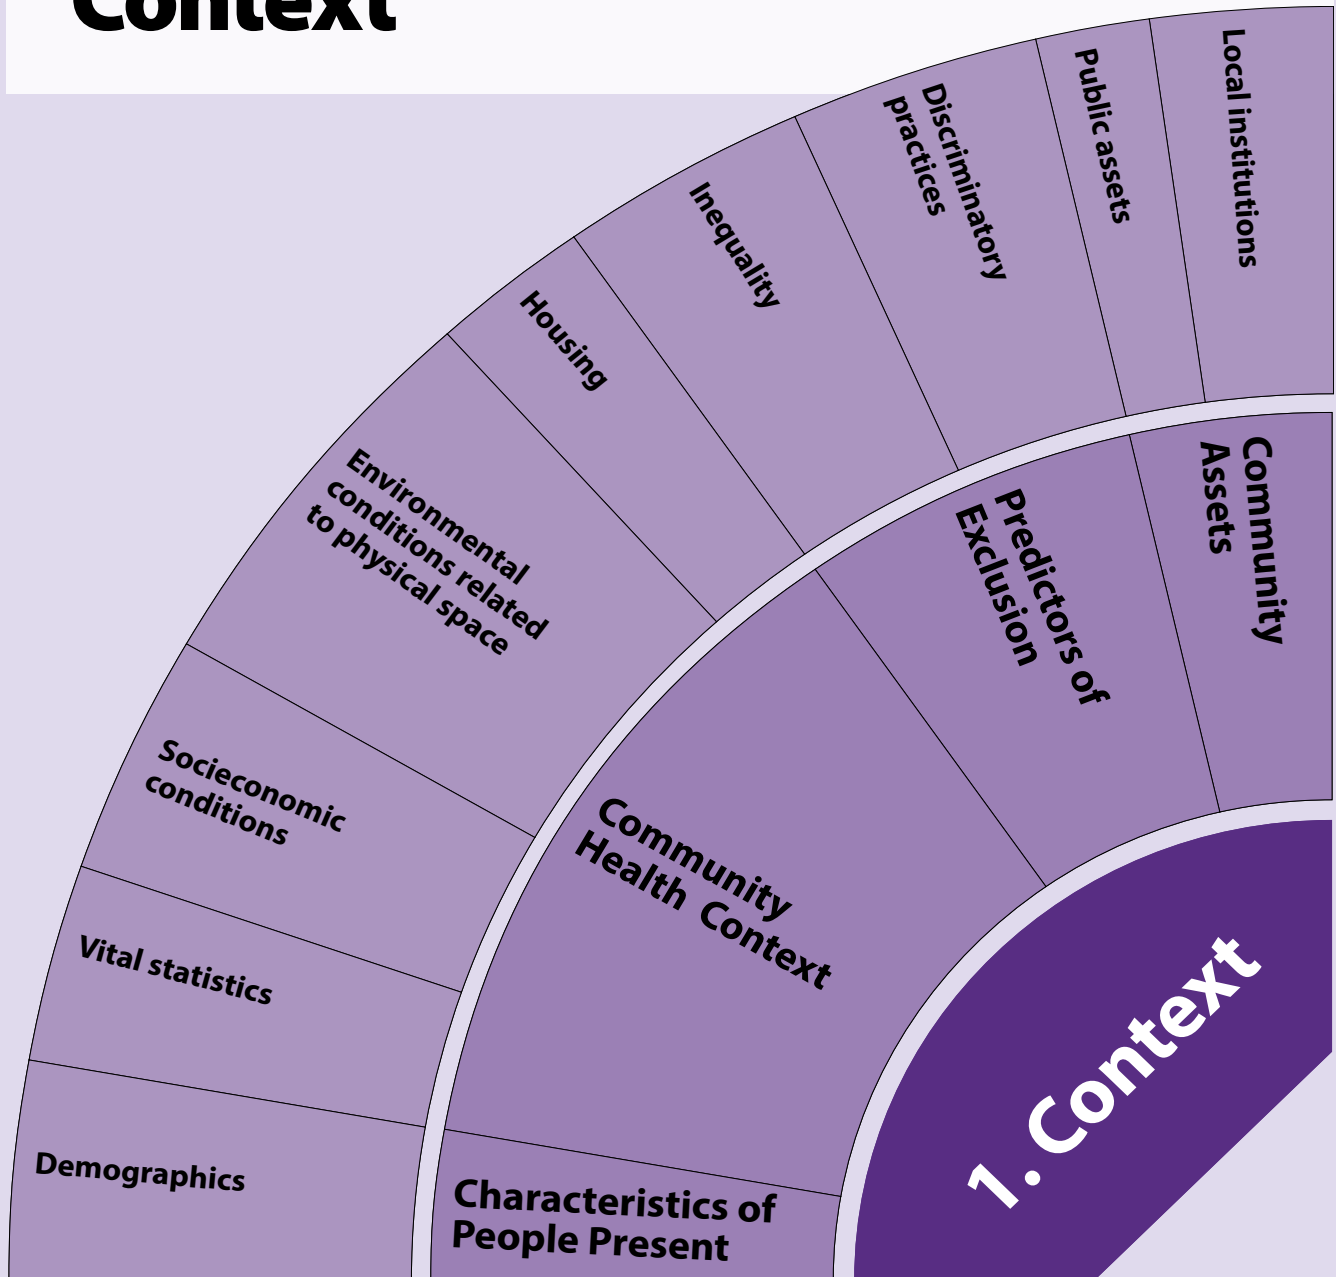 Context
Local institutions
Public assets
Discriminatory
practices
Inequality
Housing
Environmental
conditions related
to physical space
Socieconomic
conditions
Vital statistics
Demographics
Community
Assets
Predictors of
Exclusion
Community
Health Context
Characteristics of
People Present
1. Context